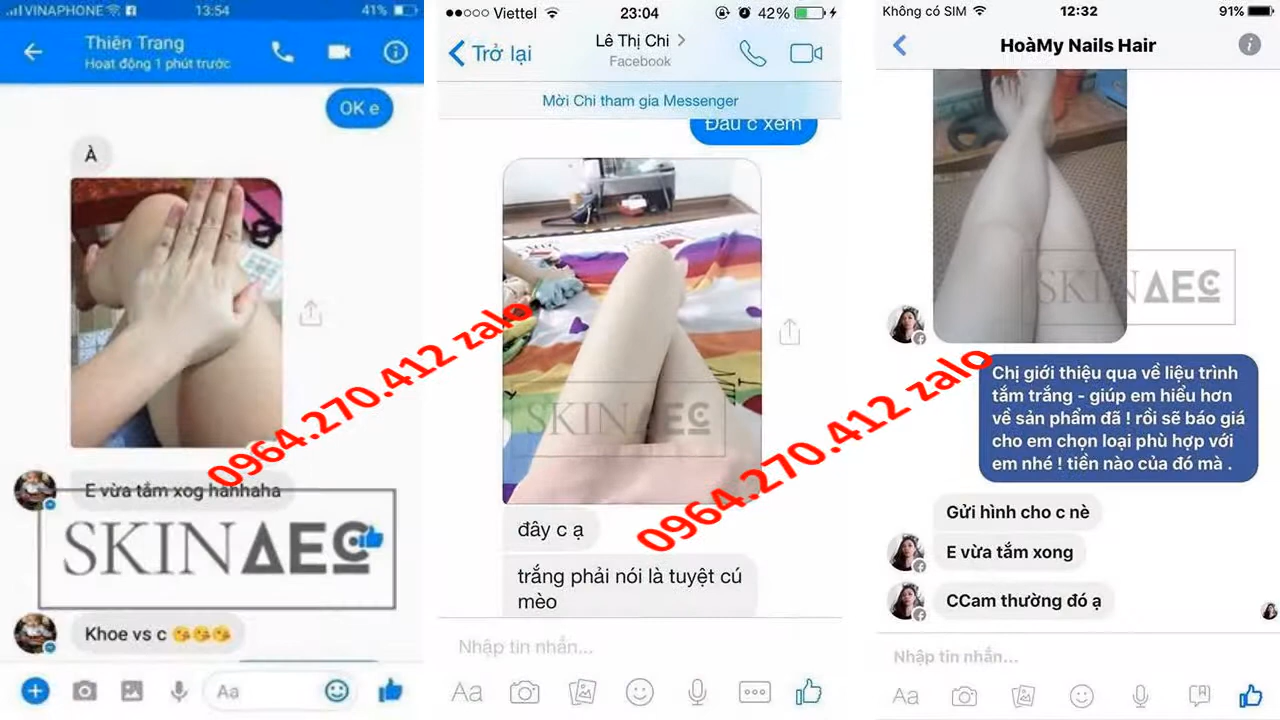 VINAPHONE
13:54
41%
Thiên Trang
Hoạt động 1 phút trước
OK e
À
E vừa tắm xog hahhaha
SKINAEC
Khoe vs c
Aa
Viettel
23:04
42%
Trở lại
Lê Thị Chi
Facebook
Mời Chi tham gia Messenger
Đâu c xem
SKINAEC
đây c ạ
trắng phải nói là tuyệt cú
mèo
Nhập tin nhắn...
Aa
Không có SIM
12:32
91%
HoàMy Nails Hair
SKINAEC
Chị giới thiệu qua về liệu trình
tắm trắng - giúp em hiểu hơn
về sản phẩm đã ! rồi sẽ báo giá
cho em chọn loại phù hợp với
em nhé ! tiền nào của đó mà .
Gửi hình cho c nè
E vừa tắm xong
CCam thường đó ạ
Nhập tin nhắn...
Aa
0964.270.412 zalo
0964.270.412 zalo